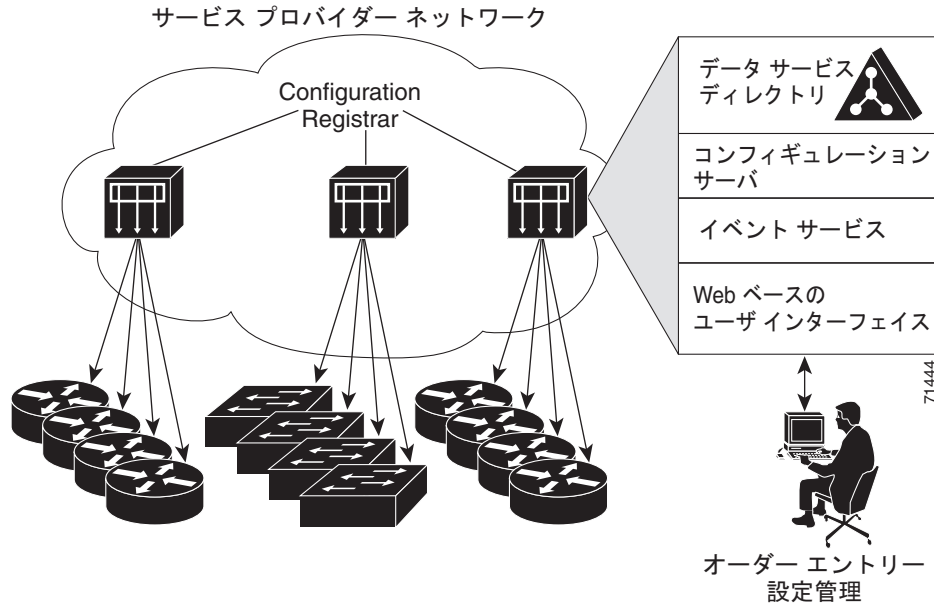 サービス プロバイダー ネットワーク
Configuration
Registrar
データ サービス
ディレクトリ
コンフィギュレーション
サーバ
イベント サービス
Web ベースの
ユーザ インターフェイス
71444
オーダー エントリー
設定管理